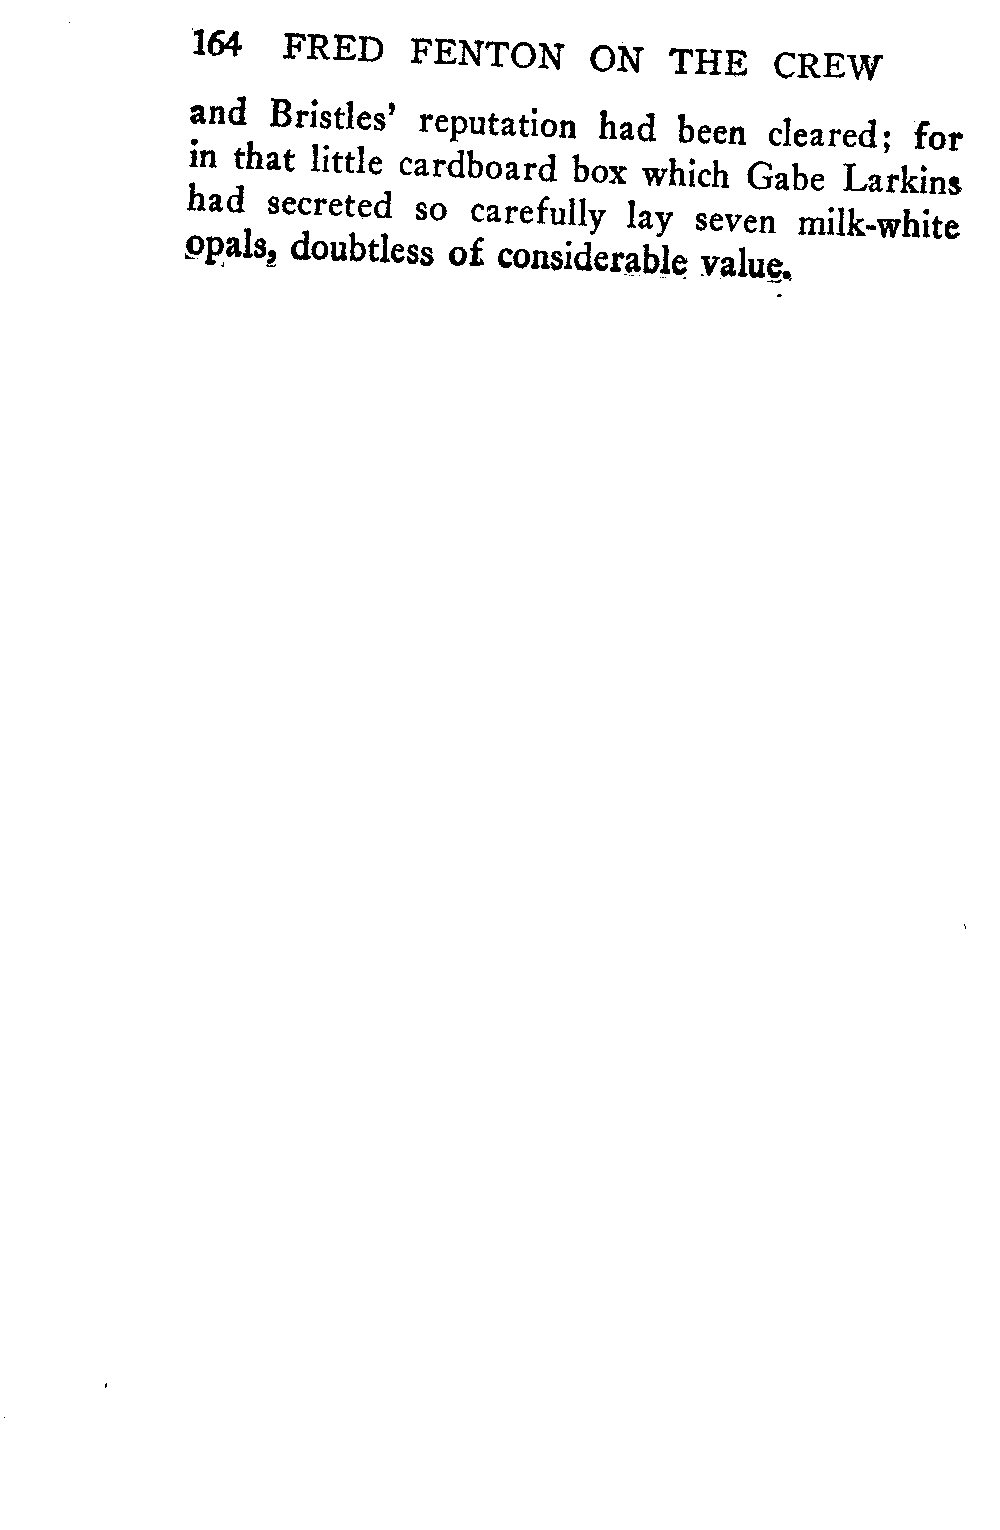 164 FRED FENTON ON THE CREW
and Bristles' reputation had been cleared; for
in that little cardboard box which Gabe Larkins
had secreted so carefully lay seven milk-white
opals, doubtless of considerable value.